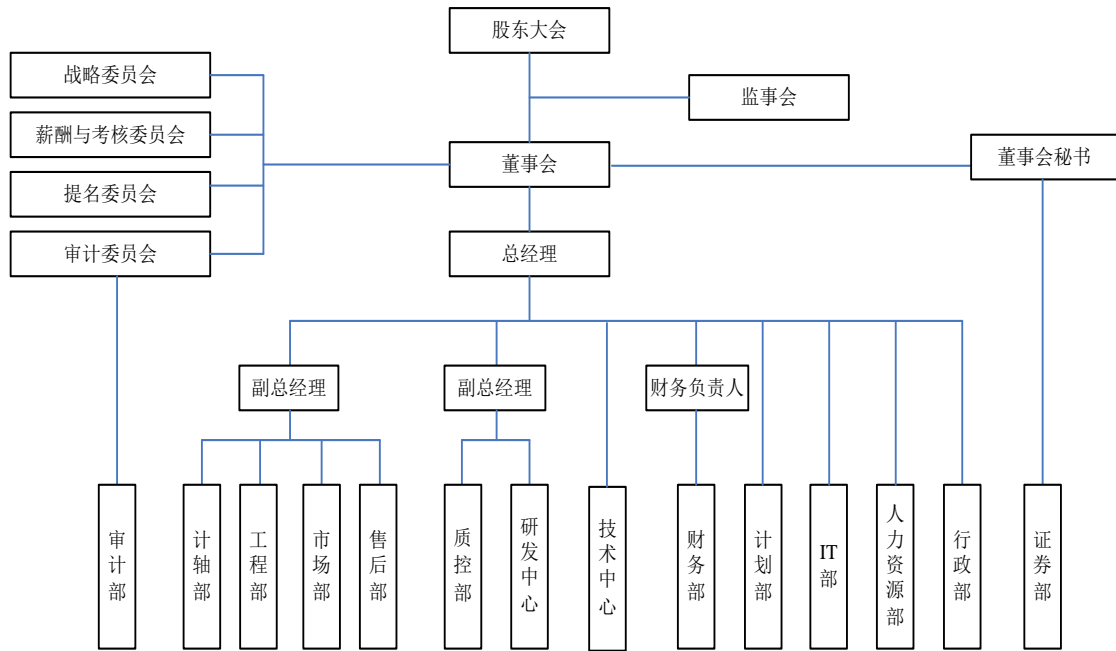 股东大会
战略委员会
监事会
薪酬与考核委员会
董事会
董事会秘书
提名委员会
审计委员会
总经理
副总经理
副总经理
财务负责人
审计部
计轴部
工程部
市场部
售后部
质控部
研发中心
技术中心
财务部
计划部
IT部
人力资源部
行政部
证券部